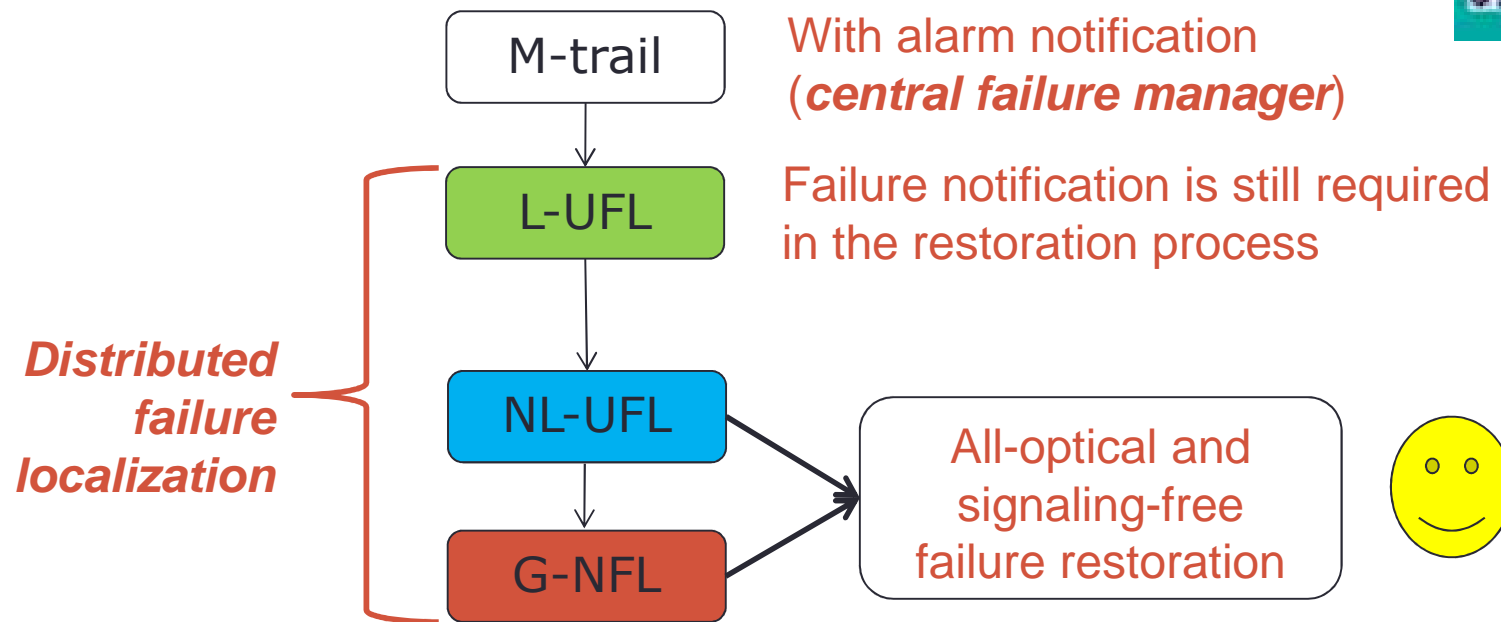 M-trail
With alarm notification
(central failure manager)
L-UFL
Failure notification is still required
in the restoration process
Distributed
failure
localization
NL-UFL
All-optical and
signaling-free
failure restoration
G-NFL